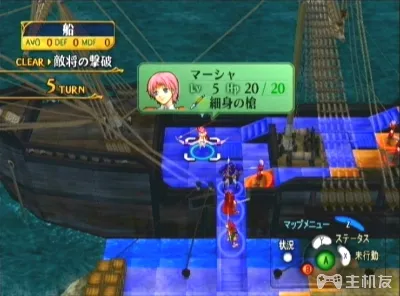 船
AVO 0 DEF 0 MDF 0
CLEAR▶敵将の撃破
5 TURN
マーシャ
Lv 5 Hp 20/20
細身の槍
マップメニュー Z
状況
Y ステータス
X 未行動
A
B
主机友